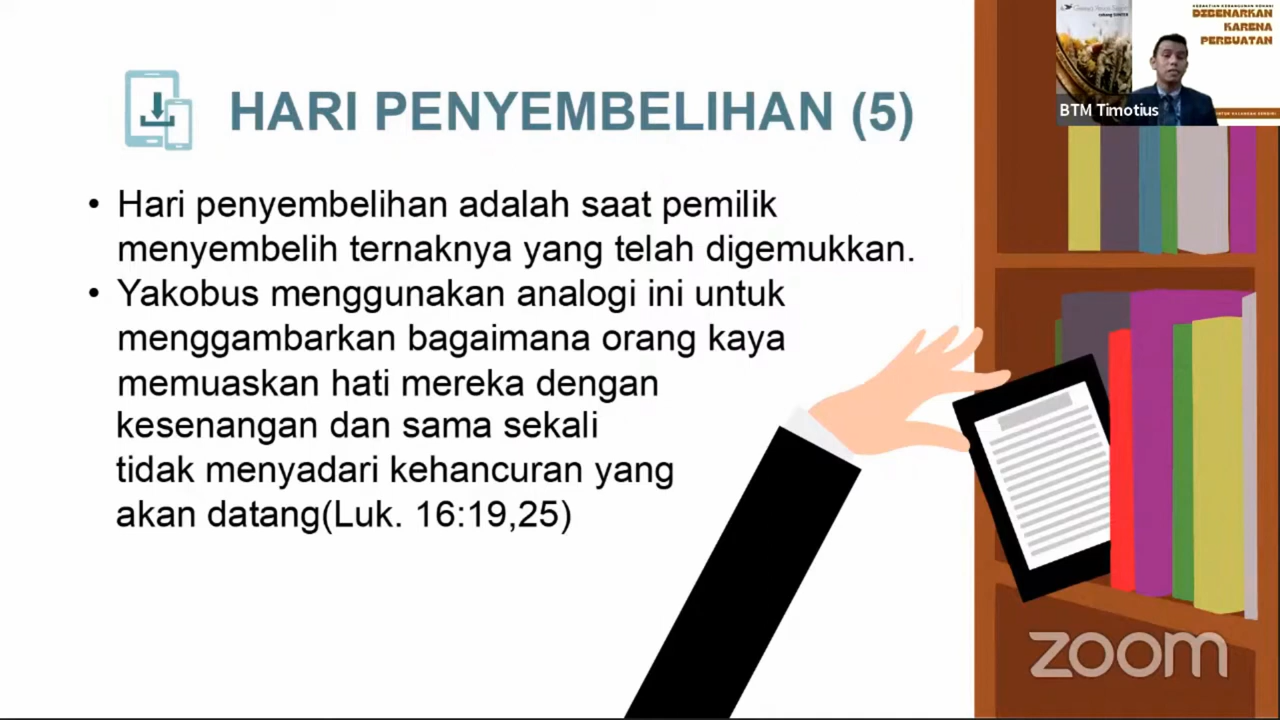 HARI PENYEMBELIHAN (5)
• Hari penyembelihan adalah saat pemilik
menyembelih ternaknya yang telah digemukkan.
• Yakobus menggunakan analogi ini untuk
menggambarkan bagaimana orang kaya
memuaskan hati mereka dengan
kesenangan dan sama sekali
tidak menyadari kehancuran yang
akan datang(Luk. 16:19,25)
DIBENARKAN
KARENA
PERBUATAN
BTM Timotius
zoom